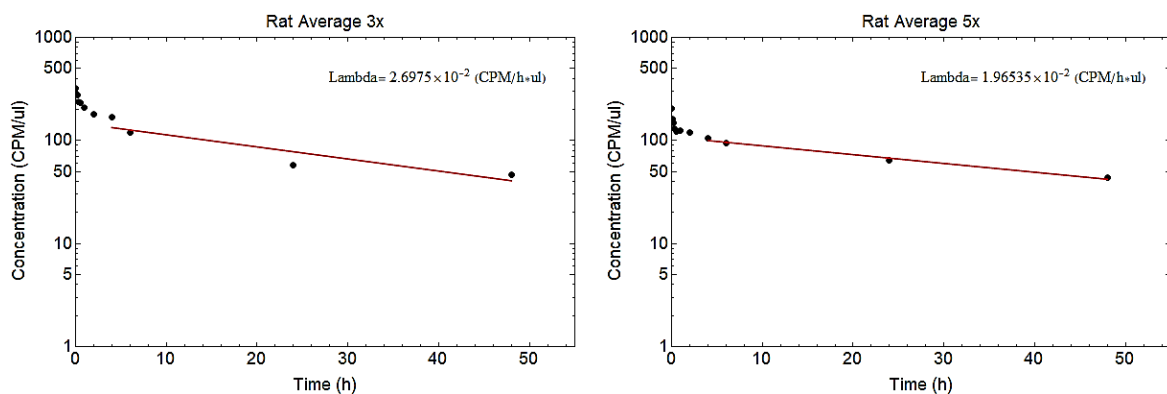 Rat Average 3x
Lambda= 2.6975×10⁻² (CPM/h*ul)
Concentration (CPM/ul)
1000
500
100
50
10
5
1
0 10 20 30 40 50
Time (h)
Rat Average 5x
Lambda= 1.96535×10⁻² (CPM/h*ul)
Concentration (CPM/ul)
1000
500
100
50
10
5
1
0 10 20 30 40 50
Time (h)